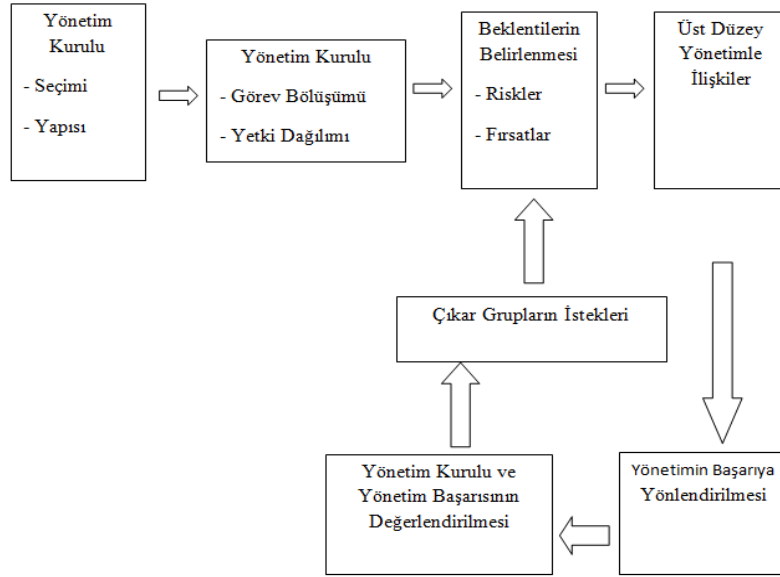 Yönetim
Kurulu
- Seçimi
- Yapısı
Yönetim Kurulu
- Görev Bölüşümü
- Yetki Dağılımı
Beklentilerin
Belirlenmesi
- Riskler
- Fırsatlar
Üst Düzey
Yönetimle
İlişkiler
Çıkar Grupların İstekleri
Yönetim Kurulu ve
Yönetim Başarısının
Değerlendirilmesi
Yönetimin Başarıya
Yönlendirilmesi